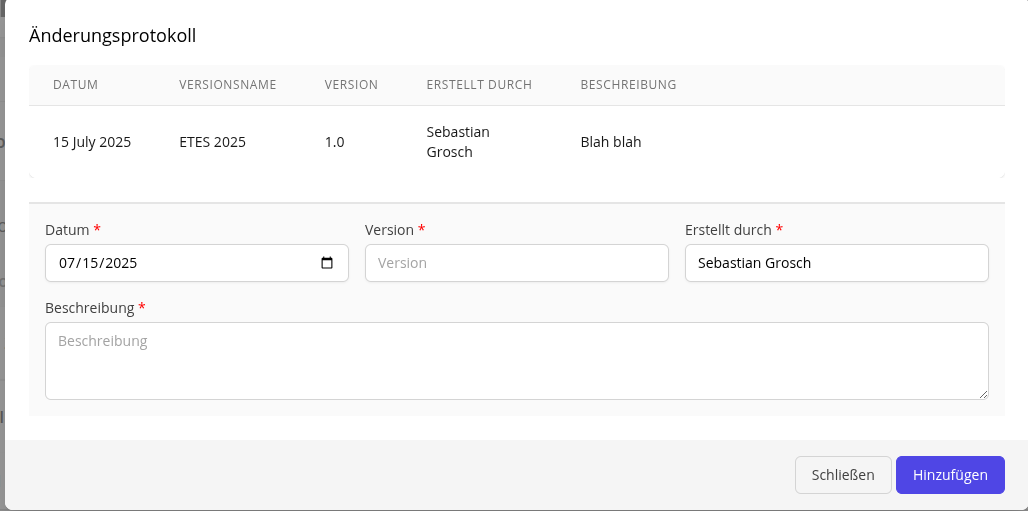 Änderungsprotokoll
DATUM VERSIONSNAME VERSION ERSTELLT DURCH BESCHREIBUNG
15 July 2025 ETES 2025 1.0 Sebastian Grosch Blah blah
Datum * Version * Erstellt durch *
07/15/2025 Version Sebastian Grosch
Beschreibung *
Beschreibung
Schließen Hinzufügen